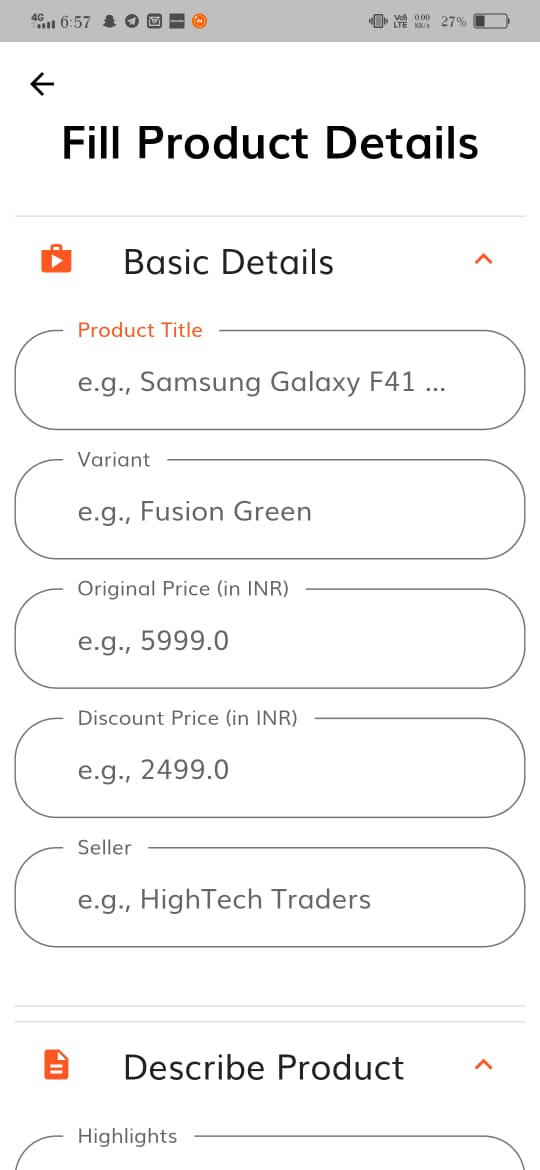 4G 6:57 VoD LTE 0.00 KB/s 27%
Fill Product Details
Basic Details
Product Title
e.g., Samsung Galaxy F41 ...
Variant
e.g., Fusion Green
Original Price (in INR)
e.g., 5999.0
Discount Price (in INR)
e.g., 2499.0
Seller
e.g., HighTech Traders
Describe Product
Highlights